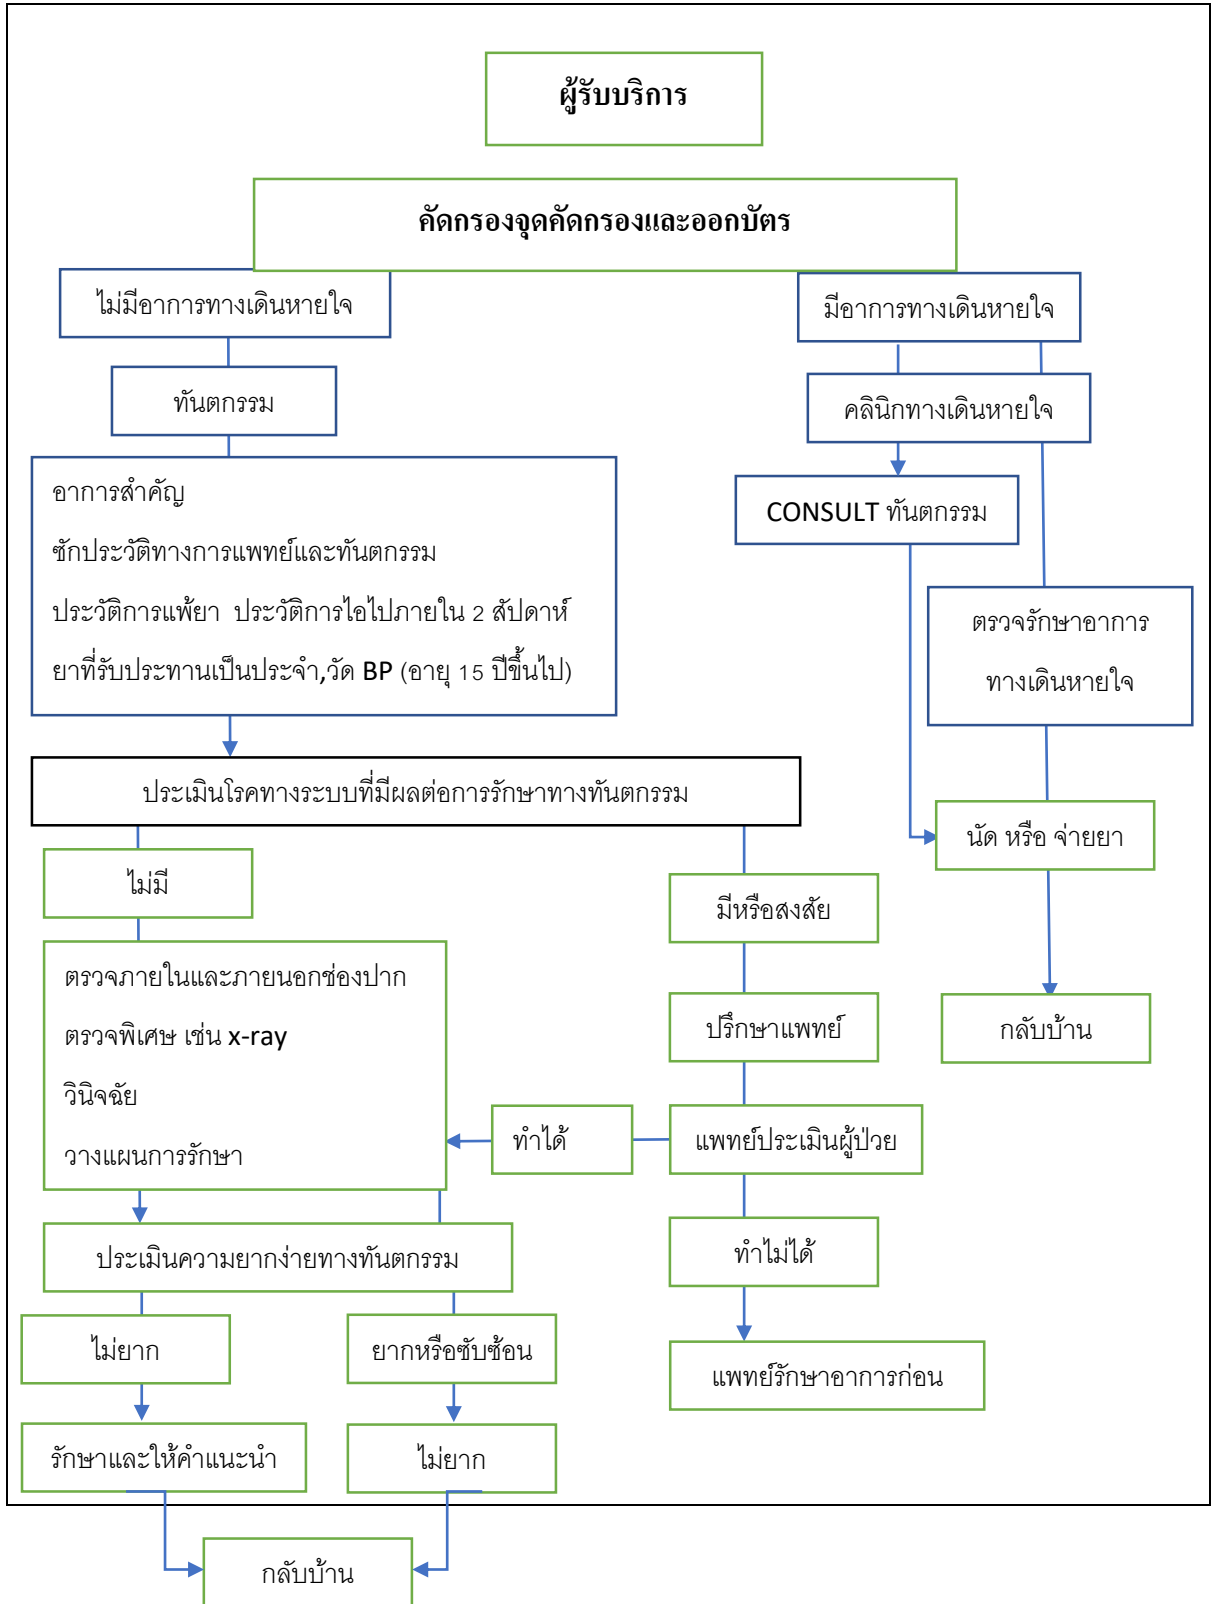 ผู้รับบริการ
คัดกรองจุดคัดกรองและออกบัตร
ไม่มีอาการทางเดินหายใจ
มีอาการทางเดินหายใจ
ทันตกรรม
คลินิกทางเดินหายใจ
อาการสำคัญ
ซักประวัติทางการแพทย์และทันตกรรม
ประวัติการแพ้ยา ประวัติการไอไปภายใน 2 สัปดาห์
ยาที่รับประทานเป็นประจำ,วัด BP (อายุ 15 ปีขึ้นไป)
CONSULT ทันตกรรม
ตรวจรักษาอาการ
ทางเดินหายใจ
ประเมินโรคทางระบบที่มีผลต่อการรักษาทางทันตกรรม
นัด หรือ จ่ายยา
ไม่มี
มีหรือสงสัย
ตรวจภายในและภายนอกช่องปาก
ตรวจพิเศษ เช่น x-ray
วินิจฉัย
วางแผนการรักษา
ปรึกษาแพทย์
กลับบ้าน
ทำได้
แพทย์ประเมินผู้ป่วย
ประเมินความยากง่ายทางทันตกรรม
ทำไม่ได้
ไม่ยาก
ยากหรือซับซ้อน
แพทย์รักษาอาการก่อน
รักษาและให้คำแนะนำ
ไม่ยาก
กลับบ้าน